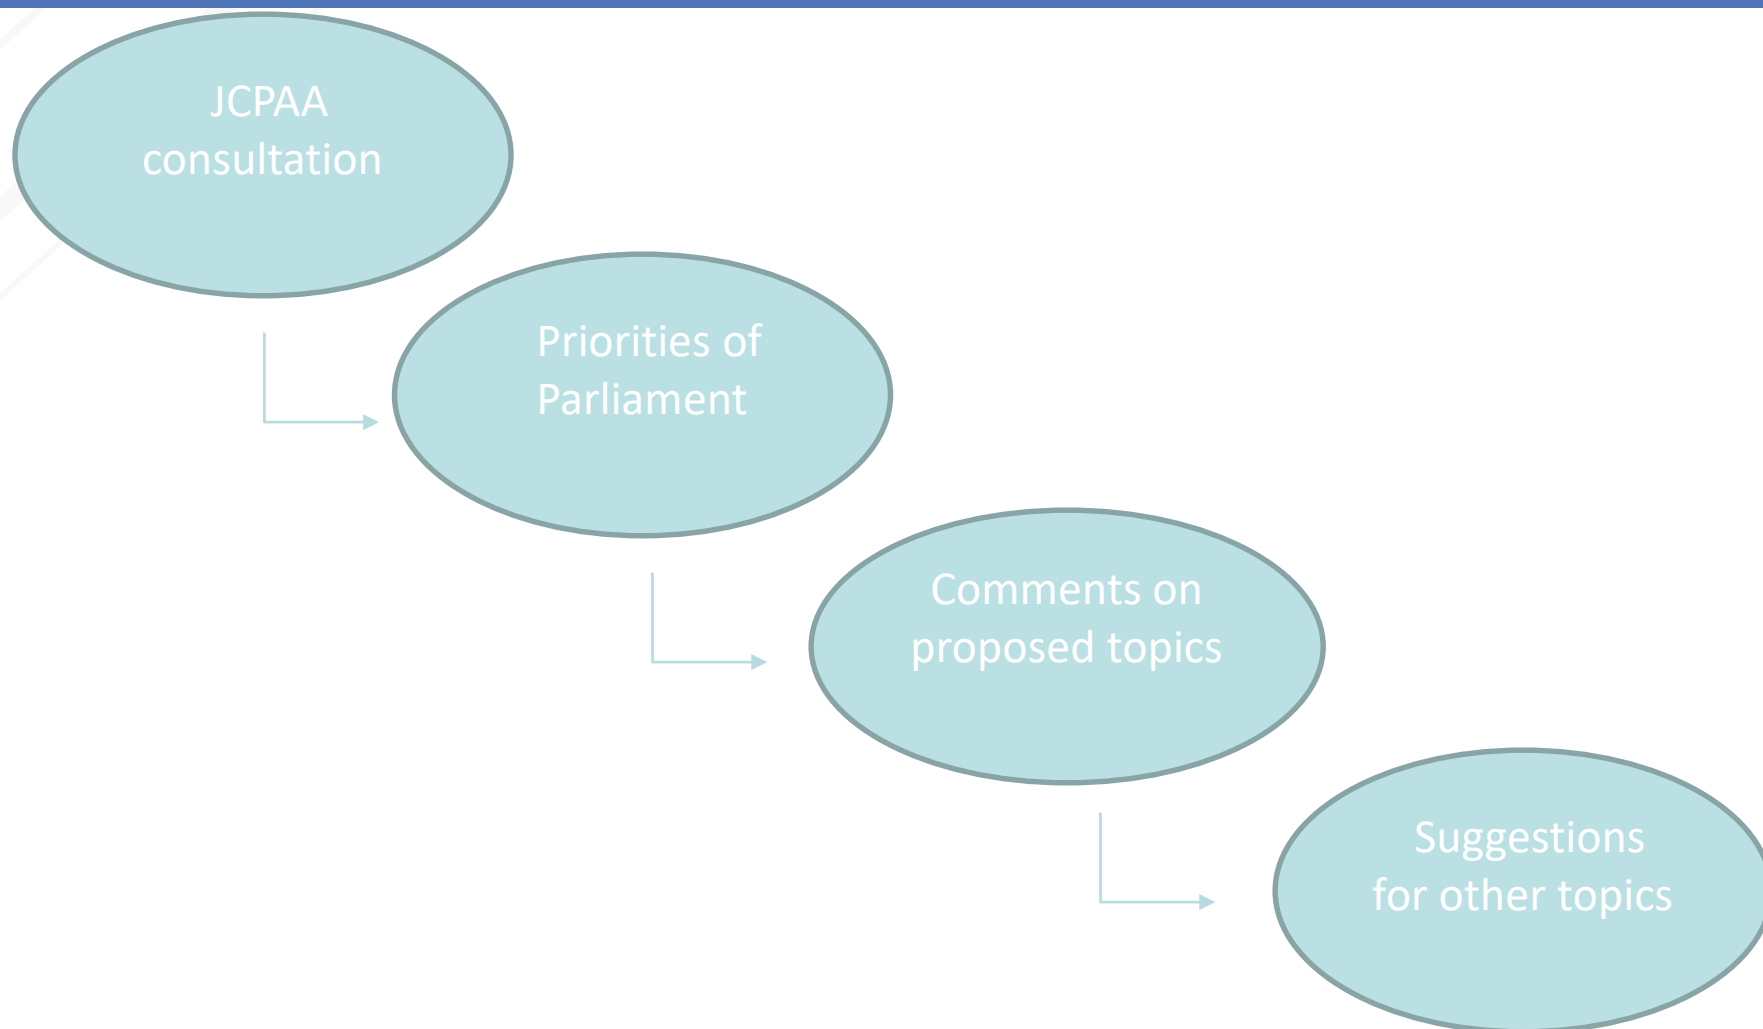 JCPAA
consultation
Priorities of
Parliament
Comments on
proposed topics
Suggestions
for other topics